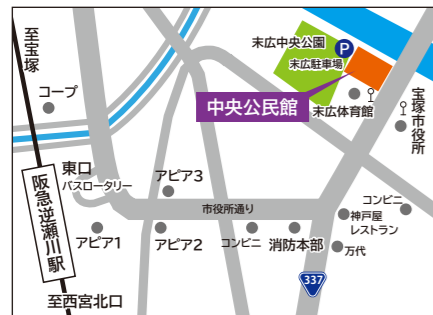 至宝塚
コープ
末広中央公園
P
末広駐車場
中央公民館
末広体育館
宝塚市役所
東口
バスロータリー
アピア3
阪急逆瀬川駅
市役所通り
アピア1
アピア2
コンビニ
消防本部
コンビニ
神戸屋
レストラン
万代
337
至西宮北口